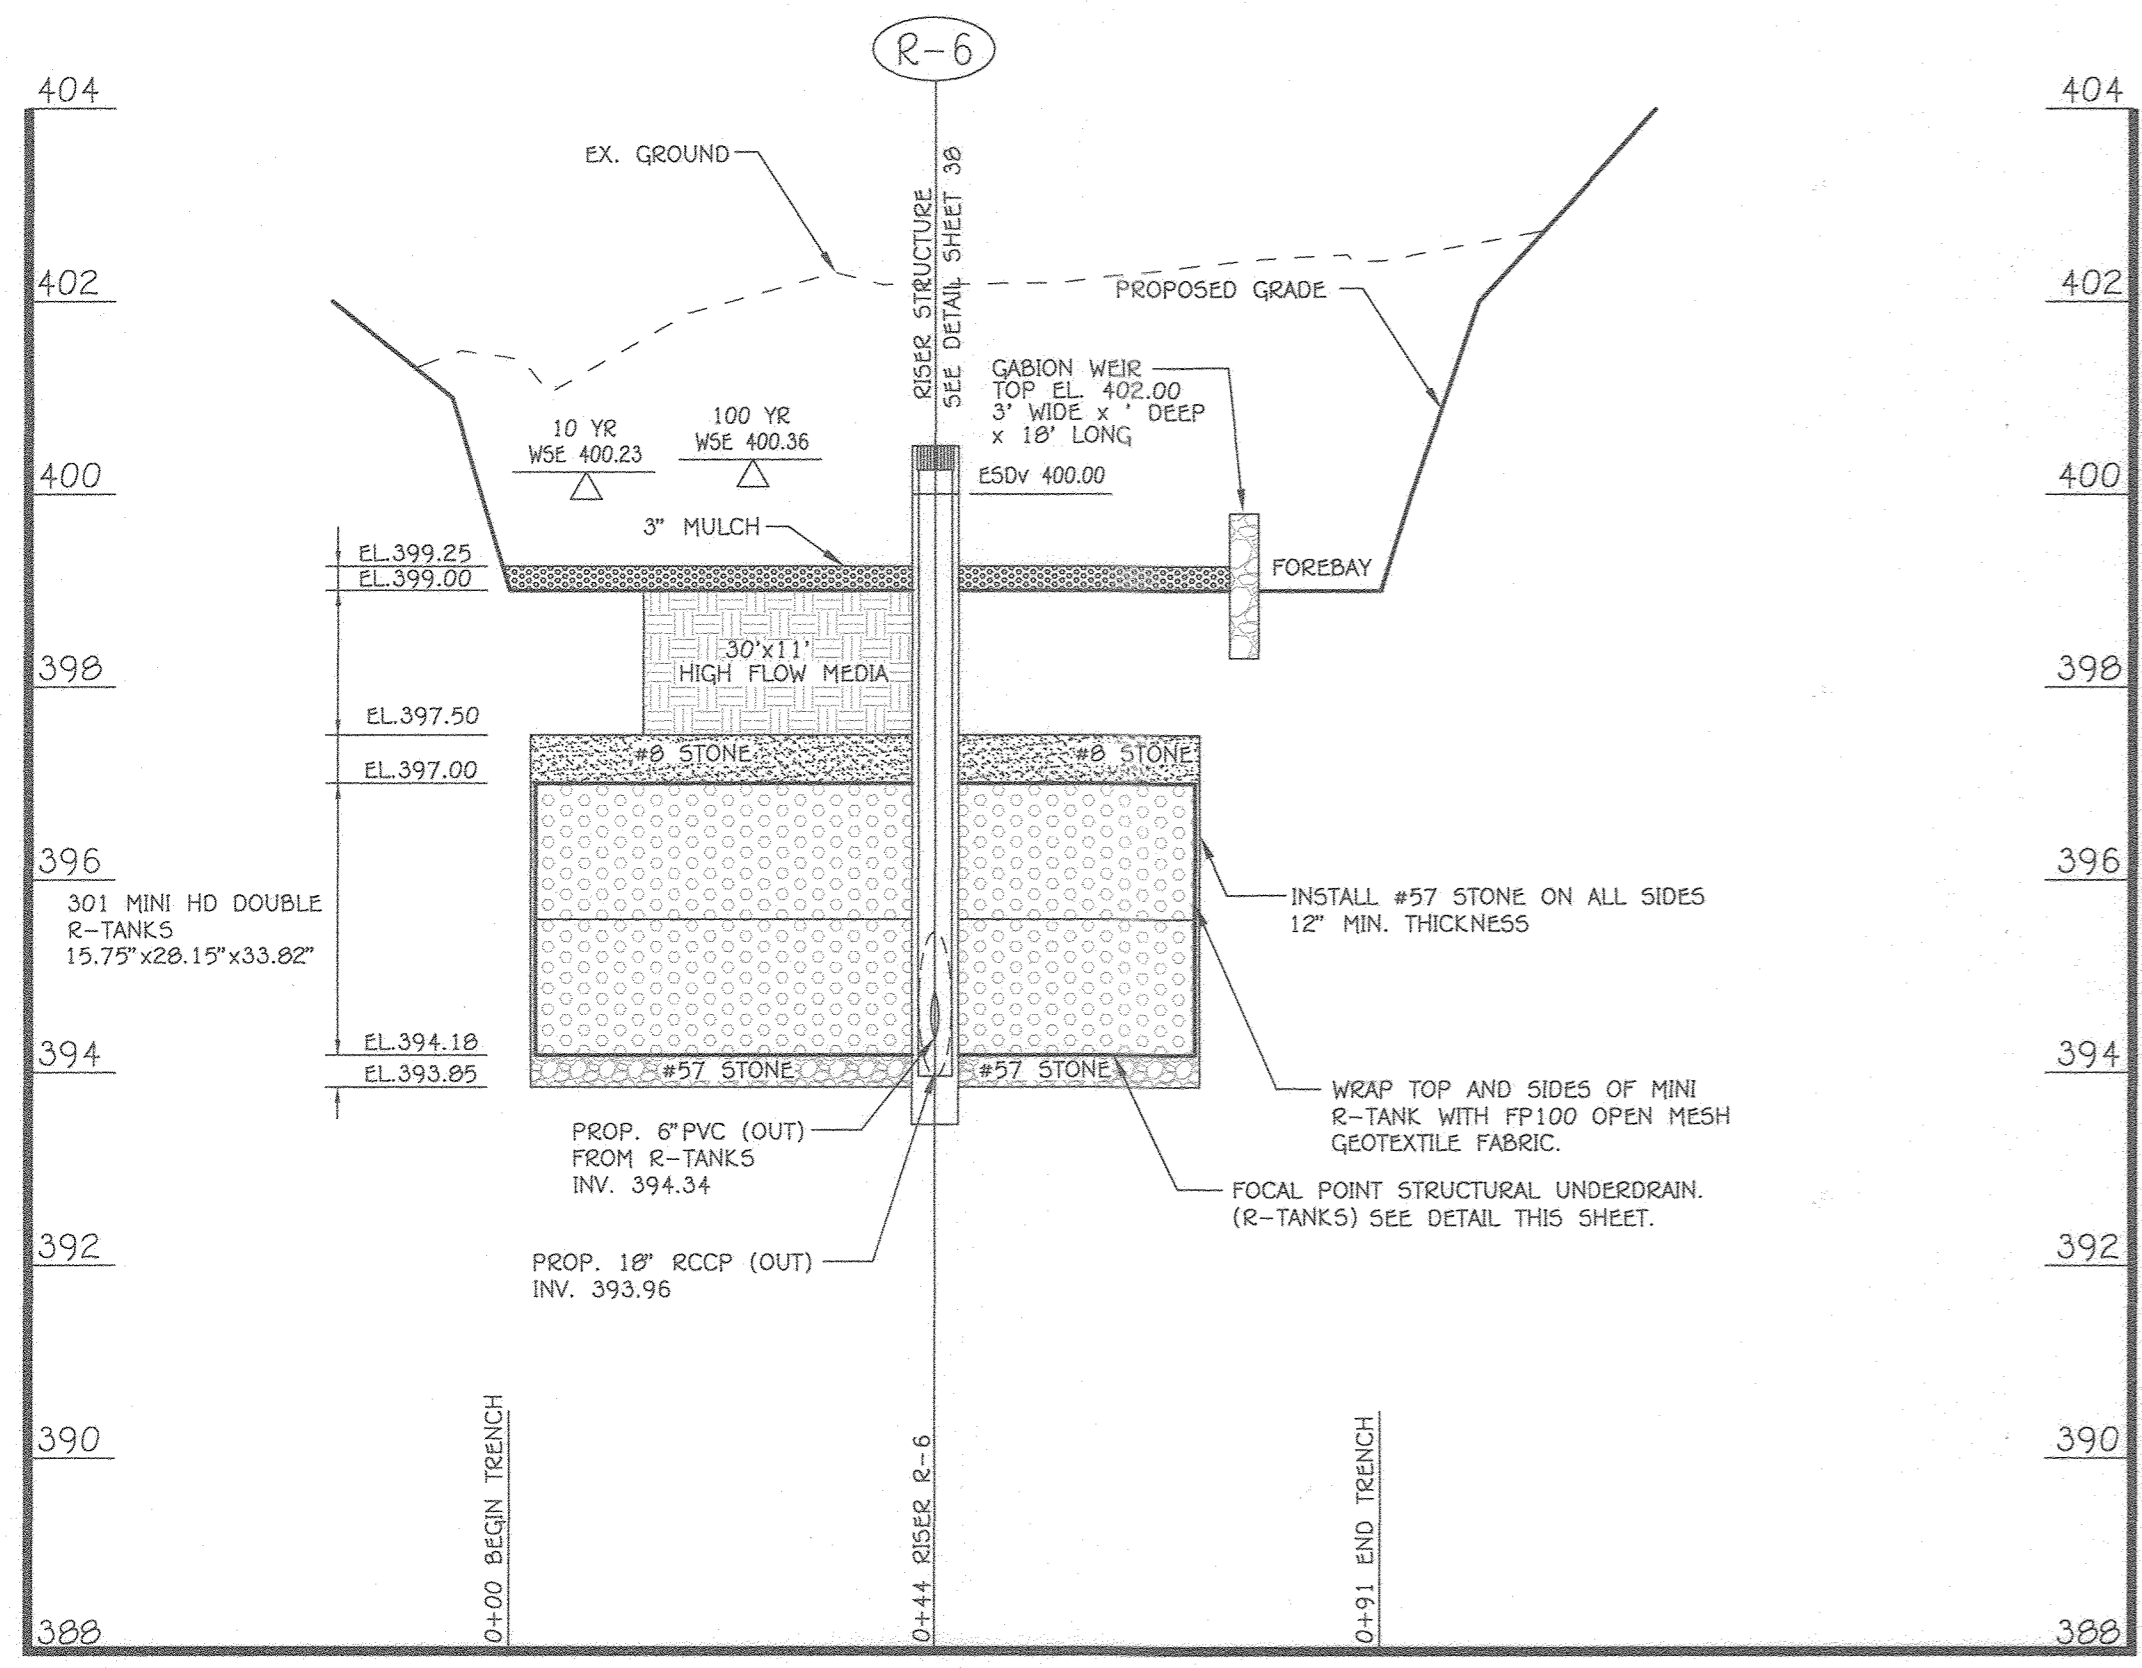 R-6
404
404
EX. GROUND
RISER STRUCTURE
SEE DETAIL SHEET 38
402
402
PROPOSED GRADE
GABION WEIR
TOP EL. 402.00
3' WIDE x ' DEEP
x 18' LONG
10 YR
WSE 400.23
100 YR
WSE 400.36
400
400
ESDv 400.00
3" MULCH
EL.399.25
EL.399.00
FOREBAY
30'x11'
HIGH FLOW MEDIA
398
398
EL.397.50
#8 STONE
#8 STONE
EL.397.00
396
396
301 MINI HD DOUBLE
R-TANKS
15.75"x28.15"x33.82"
INSTALL #57 STONE ON ALL SIDES
12" MIN. THICKNESS
EL.394.18
394
394
EL.393.85
#57 STONE
#57 STONE
WRAP TOP AND SIDES OF MINI
R-TANK WITH FP100 OPEN MESH
GEOTEXTILE FABRIC.
PROP. 6"PVC (OUT)
FROM R-TANKS
INV. 394.34
FOCAL POINT STRUCTURAL UNDERDRAIN.
(R-TANKS) SEE DETAIL THIS SHEET.
392
392
PROP. 18" RCCP (OUT)
INV. 393.96
390
390
0+00 BEGIN TRENCH
0+44 RISER R-6
0+91 END TRENCH
388
388